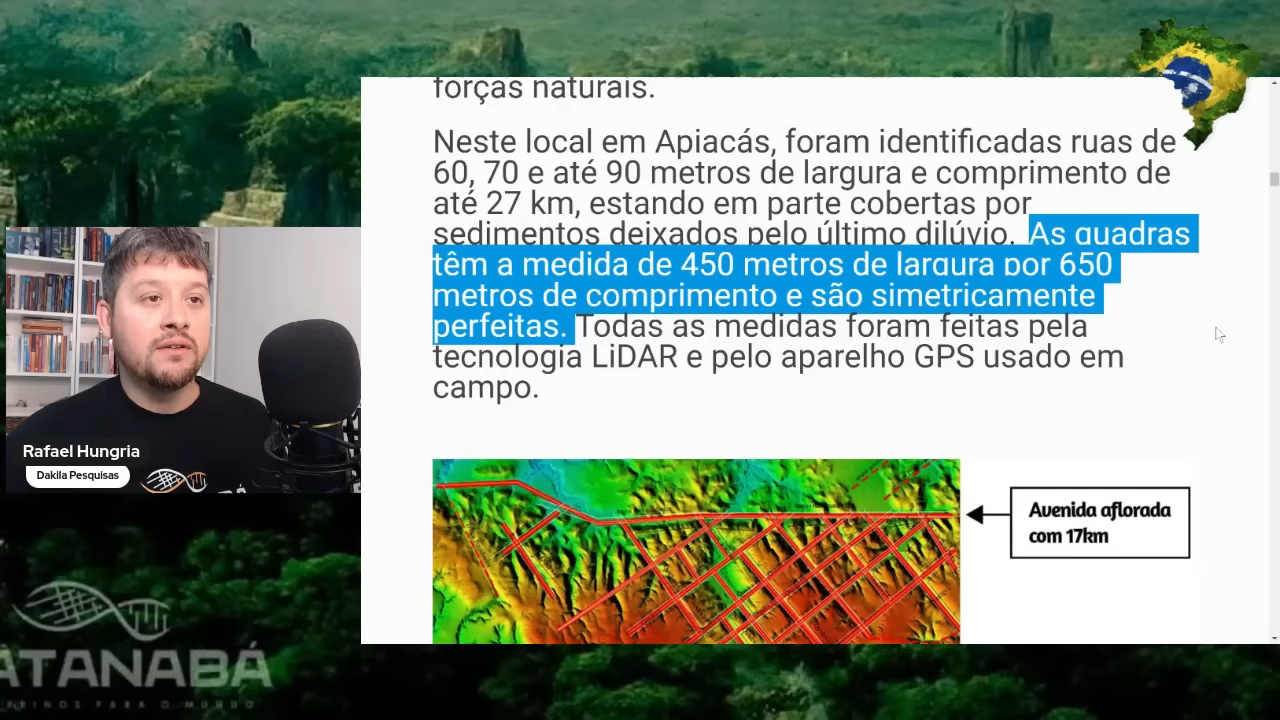 forças naturais.
Neste local em Apiacás, foram identificadas ruas de
60, 70 e até 90 metros de largura e comprimento de
até 27 km, estando em parte cobertas por
sedimentos deixados pelo último dilúvio. As quadras
têm a medida de 450 metros de largura por 650
metros de comprimento e são simetricamente
perfeitas. Todas as medidas foram feitas pela
tecnologia LiDAR e pelo aparelho GPS usado em
campo.
Avenida aflorada
com 17km
Rafael Hungria
Dakila Pesquisas
ATANABÁ
PARA O MUNDO